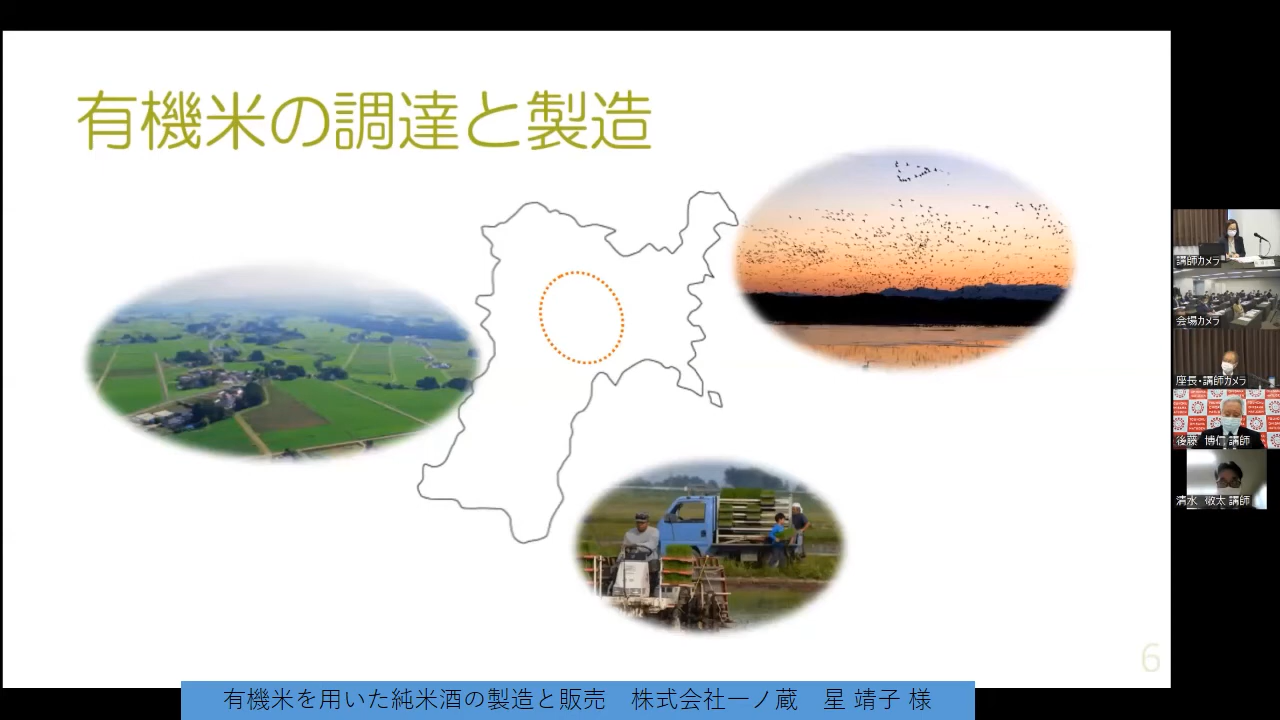 有機米の調達と製造
講師カメラ
会場カメラ
座長・講師カメラ
後藤 博信 講師
清水 敬太 講師
6
有機米を用いた純米酒の製造と販売 株式会社一ノ蔵 星 靖子 様